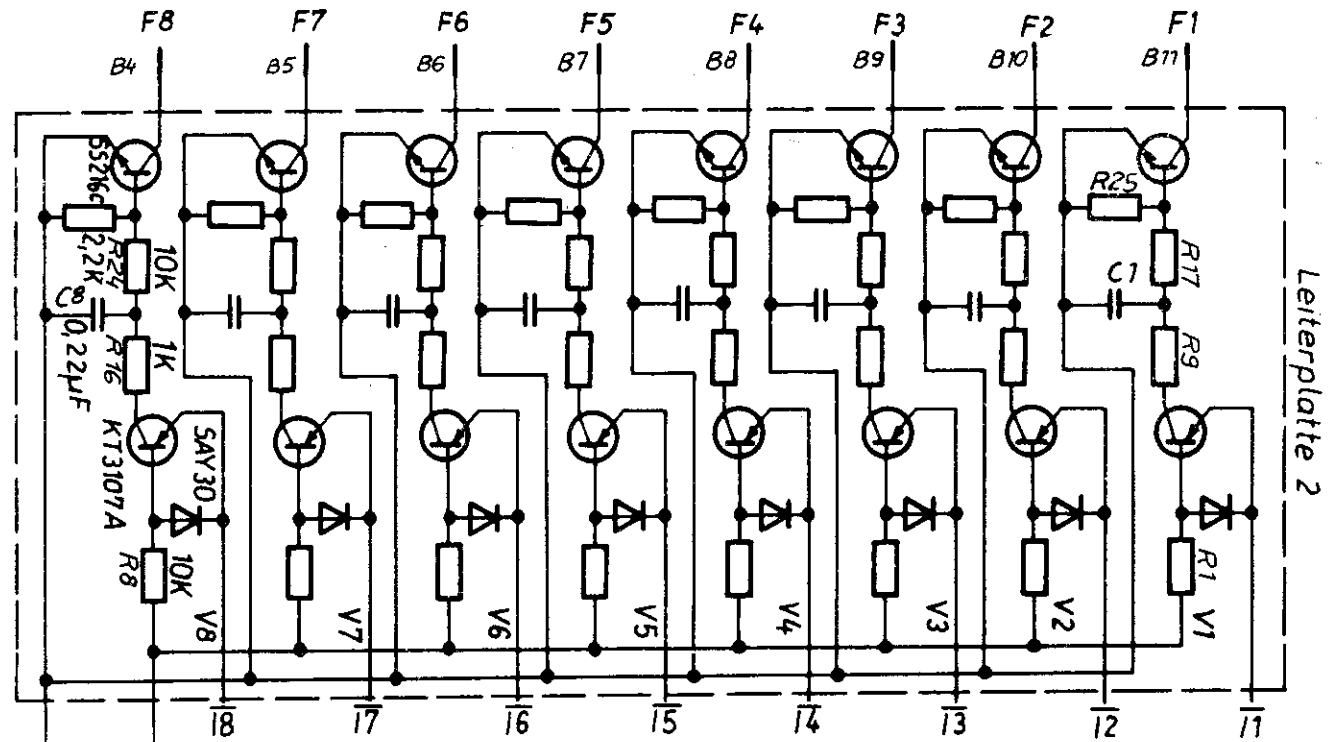 F8 F7 F6 F5 F4 F3 F2 F1
B4 B5 B6 B7 B8 B9 B10 B11
SS216c
R24
2,2K
10K
C8
0,22µF
R16
1K
KT3107A
SAY30
R8
10K
R25
R17
C1
R9
R1
V8 V7 V6 V5 V4 V3 V2 V1
I8 I7 I6 I5 I4 I3 I2 I1
Leiterplatte 2